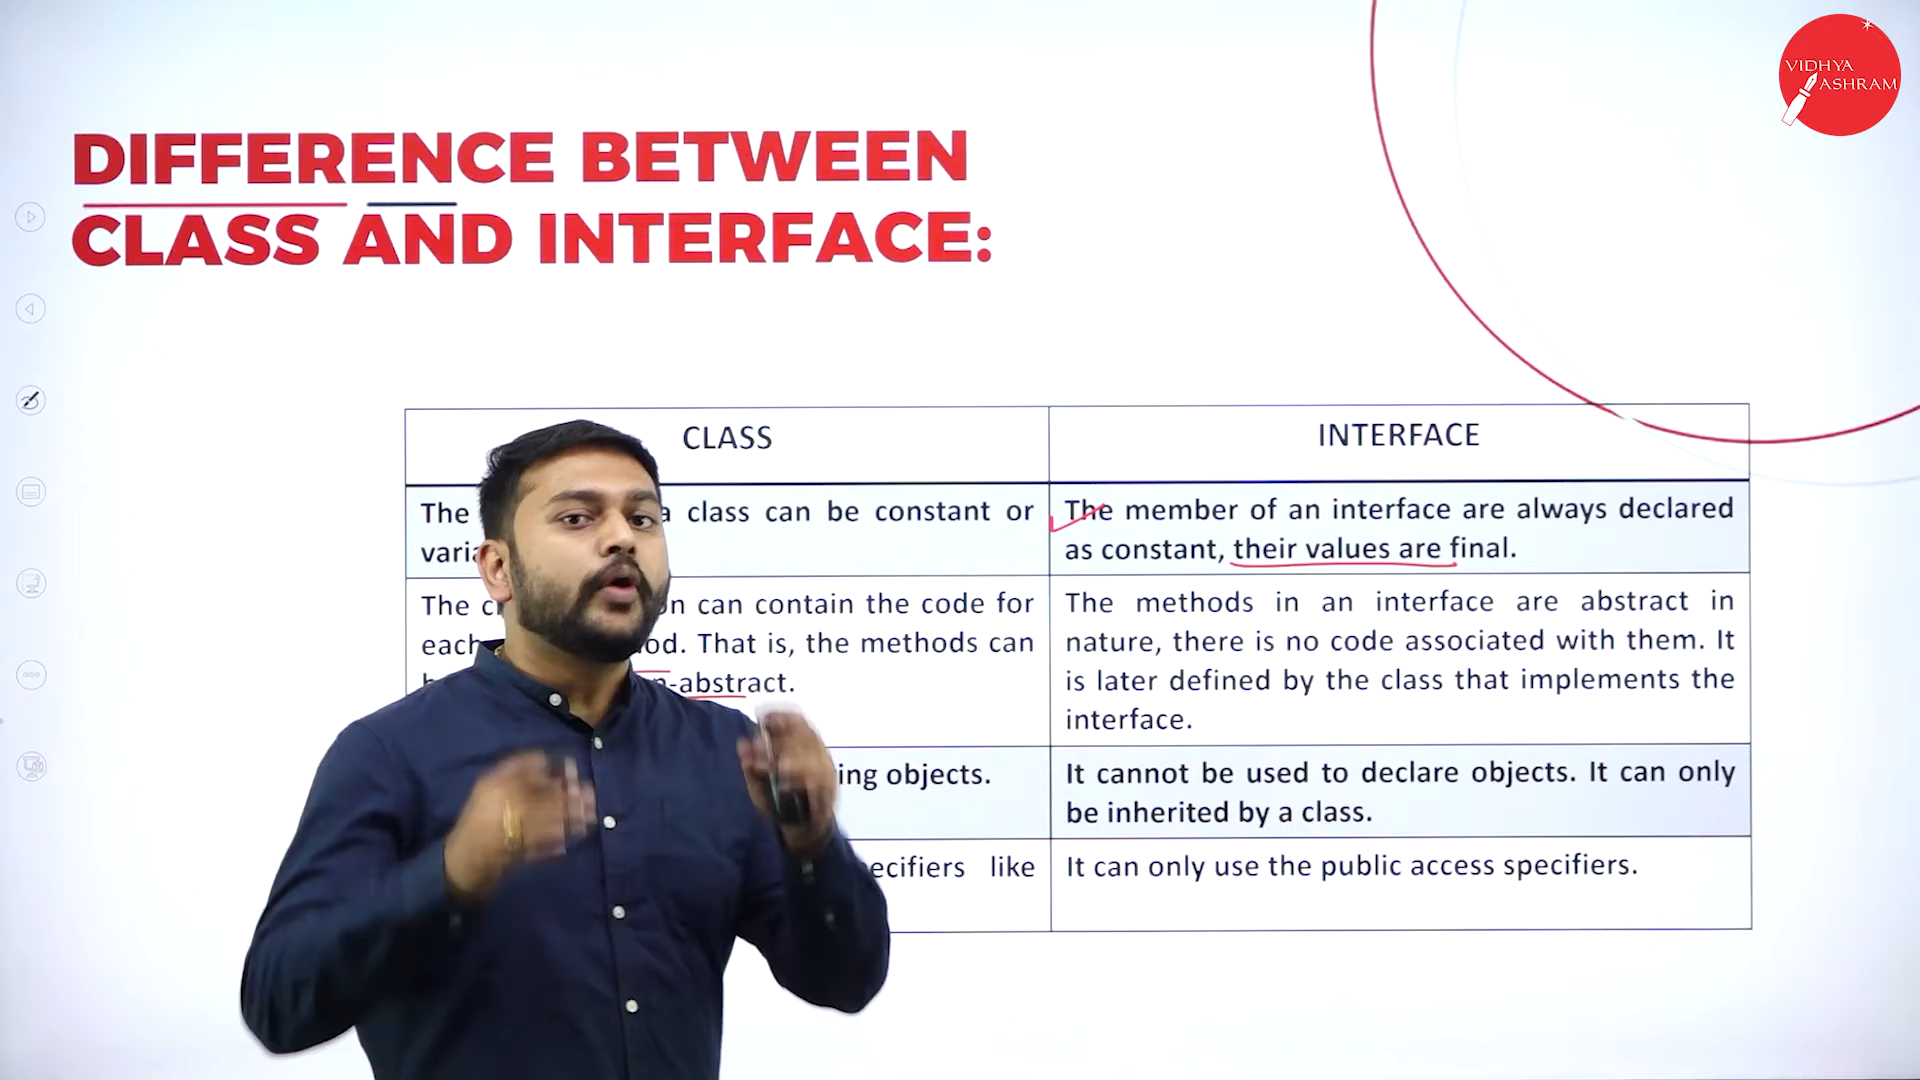 VIDHYA
ASHRAM
DIFFERENCE BETWEEN
CLASS AND INTERFACE:
CLASS
INTERFACE
The a class can be constant or
The member of an interface are always declared
as constant, their values are final.
The can contain the code for
each That is, the methods can
-abstract.
The methods in an interface are abstract in
nature, there is no code associated with them. It
is later defined by the class that implements the
interface.
objects.
It cannot be used to declare objects. It can only
be inherited by a class.
like
It can only use the public access specifiers.